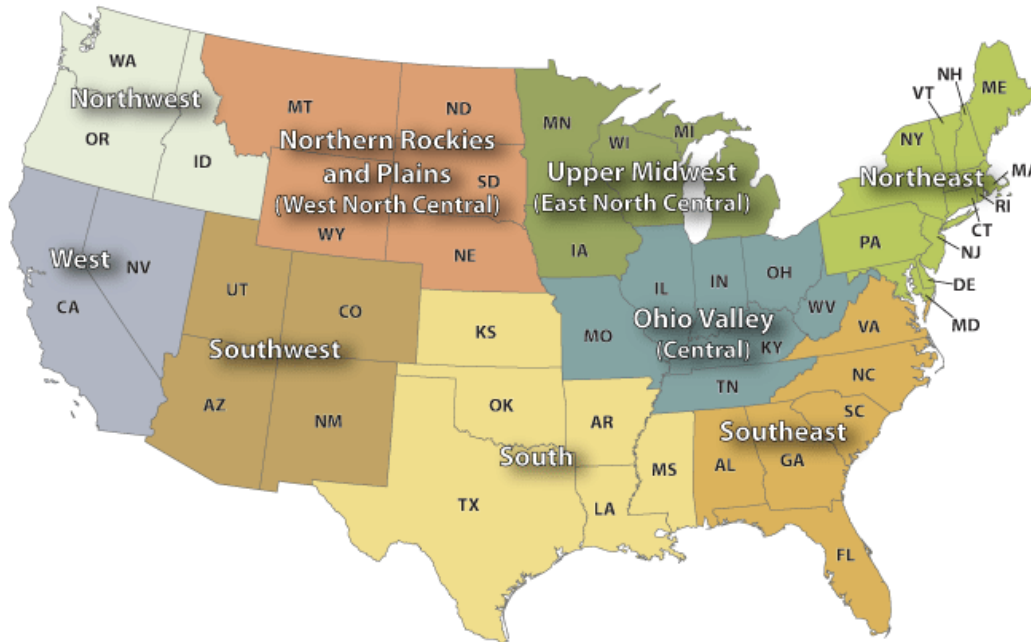 WA
Northwest
OR
ID
MT
ND
Northern Rockies
and Plains
(West North Central)
SD
WY
NE
MN
WI
MI
Upper Midwest
(East North Central)
IA
NH
VT
ME
NY
MA
Northeast
RI
CT
PA
NJ
DE
MD
West
NV
CA
UT
CO
Southwest
AZ
NM
KS
OK
AR
South
TX
LA
MS
IL
IN
OH
WV
MO
Ohio Valley
(Central)
KY
TN
VA
NC
SC
Southeast
AL
GA
FL